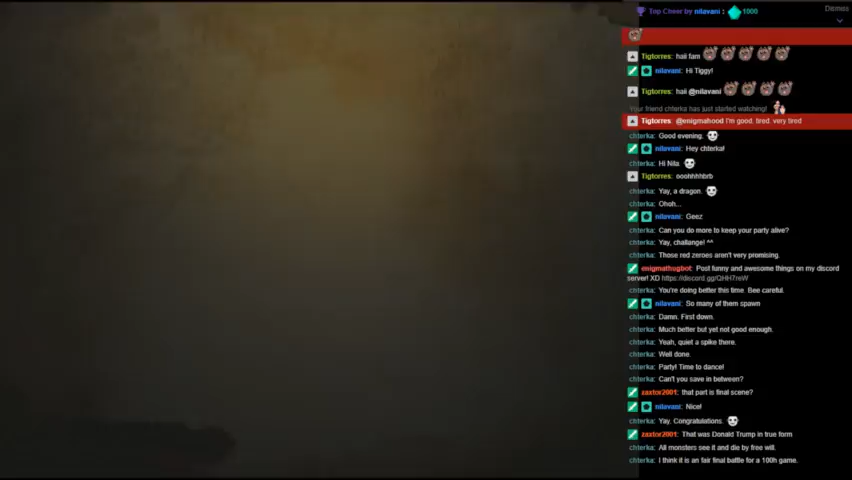 Top Cheer by nilavani : 1000
Demos
Tigtorres: haii fam
nilavani: Hi Tiggy!
Tigtorres: haii @nilavani
Your friend chterka has just started watching!
Tigtorres: @enigmahood I'm good, tired, very tired
chterka: Good evening.
nilavani: Hey chterka!
chterka: Hi Nila.
Tigtorres: ooohhhhbrb
chterka: Yay, a dragon.
chterka: Ohoh...
nilavani: Geez
chterka: Can you do more to keep your party alive?
chterka: Yay, challange! ^^
chterka: Those red zeroes aren't very promising.
enigmathugbot: Post funny and awesome things on my discord
server! XD https://discord.gg/QHH7reW
chterka: You're doing better this time. Bee careful.
nilavani: So many of them spawn
chterka: Damn. First down.
chterka: Much better but yet not good enough.
chterka: Yeah, quiet a spike there.
chterka: Well done.
chterka: Party! Time to dance!
chterka: Can't you save in between?
zaxtor2001: that part is final scene?
nilavani: Nice!
chterka: Yay. Congratulations.
zaxtor2001: That was Donald Trump in true form
chterka: All monsters see it and die by free will.
chterka: I think it is an fair final battle for a 100h game.